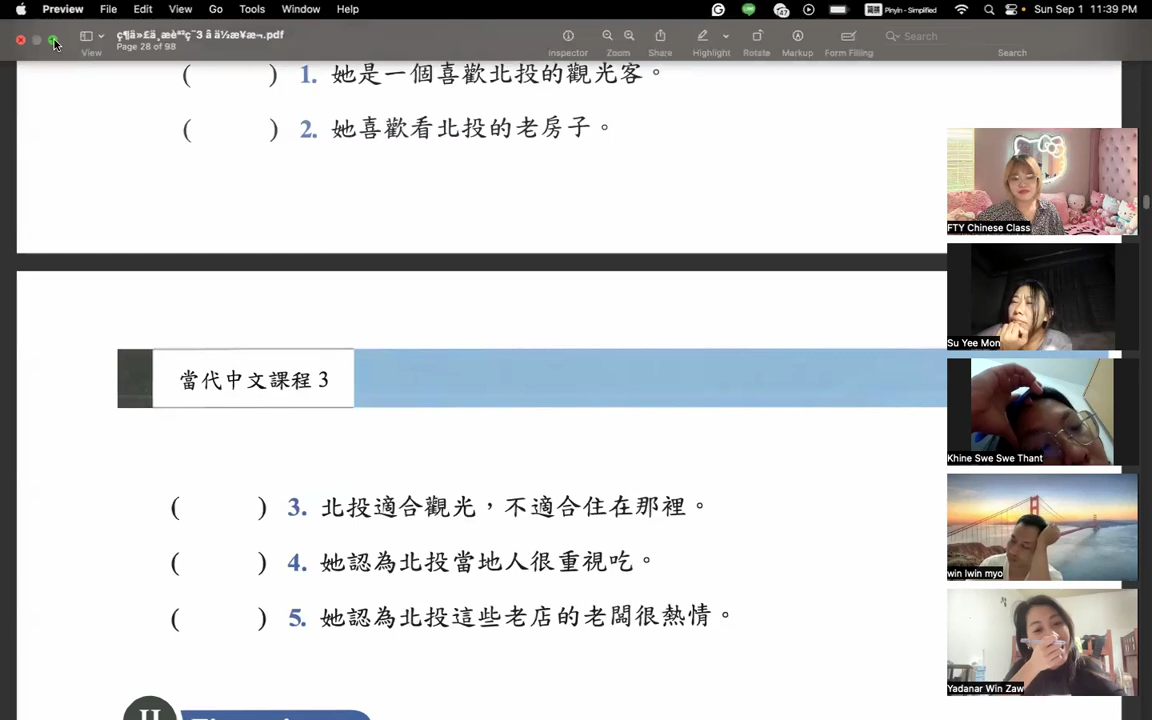 Preview File Edit View Go Tools Window Help
47
拼 Pinyin - Simplified
Sun Sep 1 11:39 PM
Page 28 of 98
View
Inspector Zoom Share Highlight Rotate Markup Form Filling
Search
Search
( ) 1. 她是一個喜歡北投的觀光客。
( ) 2. 她喜歡看北投的老房子。
當代中文課程 3
( ) 3. 北投適合觀光，不適合住在那裡。
( ) 4. 她認為北投當地人很重視吃。
( ) 5. 她認為北投這些老店的老闆很熱情。
II
FTY Chinese Class
Su Yee Mon
Khine Swe Swe Thant
win lwin myo
Yadanar Win Zaw